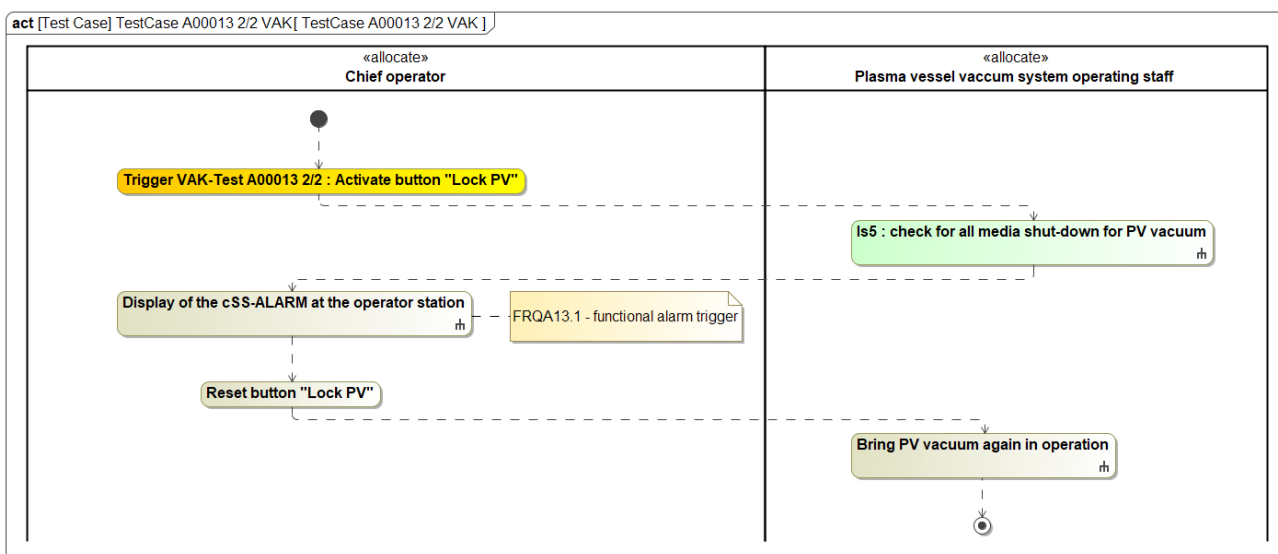 act [Test Case] TestCase A00013 2/2 VAK[ TestCase A00013 2/2 VAK ]
«allocate»
Chief operator
«allocate»
Plasma vessel vaccum system operating staff
Trigger VAK-Test A00013 2/2 : Activate button "Lock PV"
Is5 : check for all media shut-down for PV vacuum
Display of the cSS-ALARM at the operator station
FRQA13.1 - functional alarm trigger
Reset button "Lock PV"
Bring PV vacuum again in operation